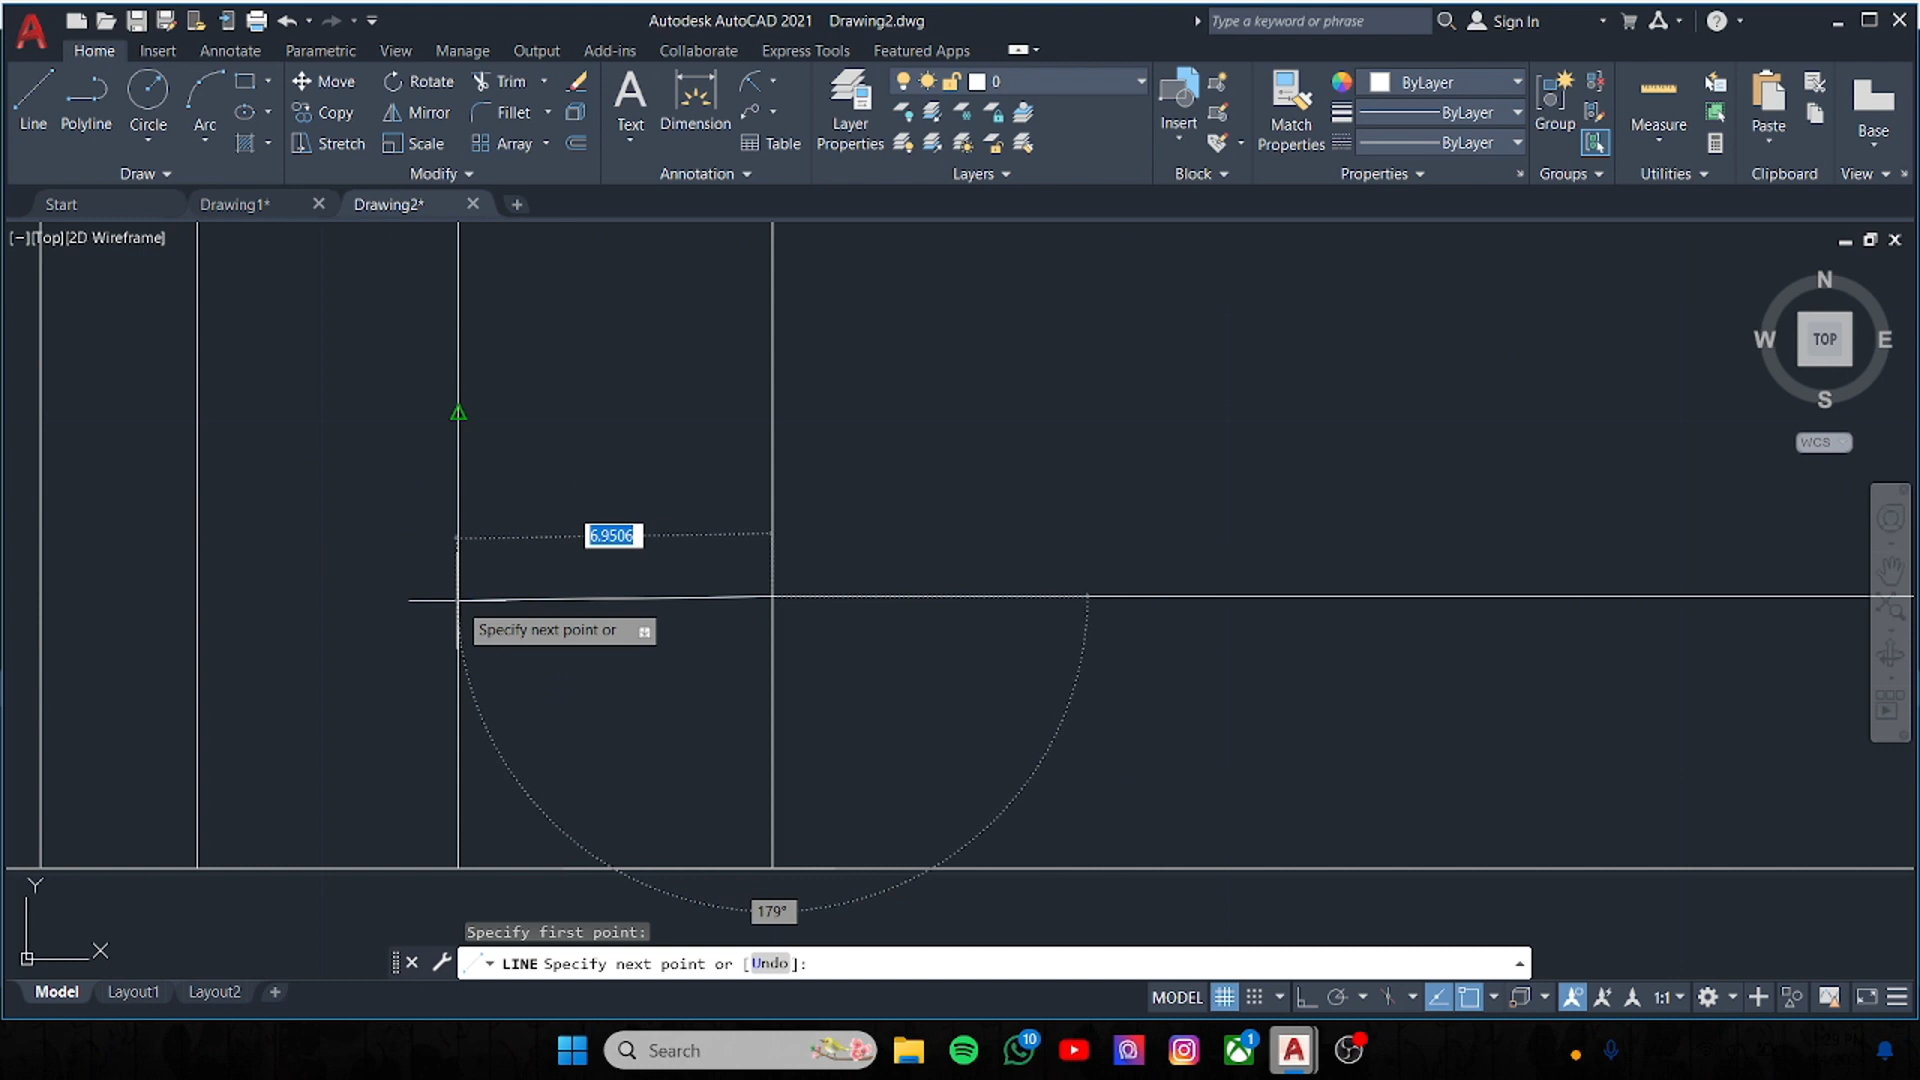 Autodesk AutoCAD 2021 Drawing2.dwg
Type a keyword or phrase
Sign In
Home Insert Annotate Parametric View Manage Output Add-ins Collaborate Express Tools Featured Apps
Line Polyline Circle Arc
Move Rotate Trim
Copy Mirror Fillet
Stretch Scale Array
Text Dimension Table
Layer Properties
0
Insert
Match Properties
ByLayer
ByLayer
ByLayer
Group
Measure
Paste
Base
Draw Modify Annotation Layers Block Properties Groups Utilities Clipboard View
Start Drawing1* Drawing2*
[−][Top][2D Wireframe]
N
W TOP E
S
WCS
6.9506
Specify next point or
179°
Y
X
Specify first point:
LINE Specify next point or [Undo]:
Model Layout1 Layout2
MODEL 1:1
Search
10
1